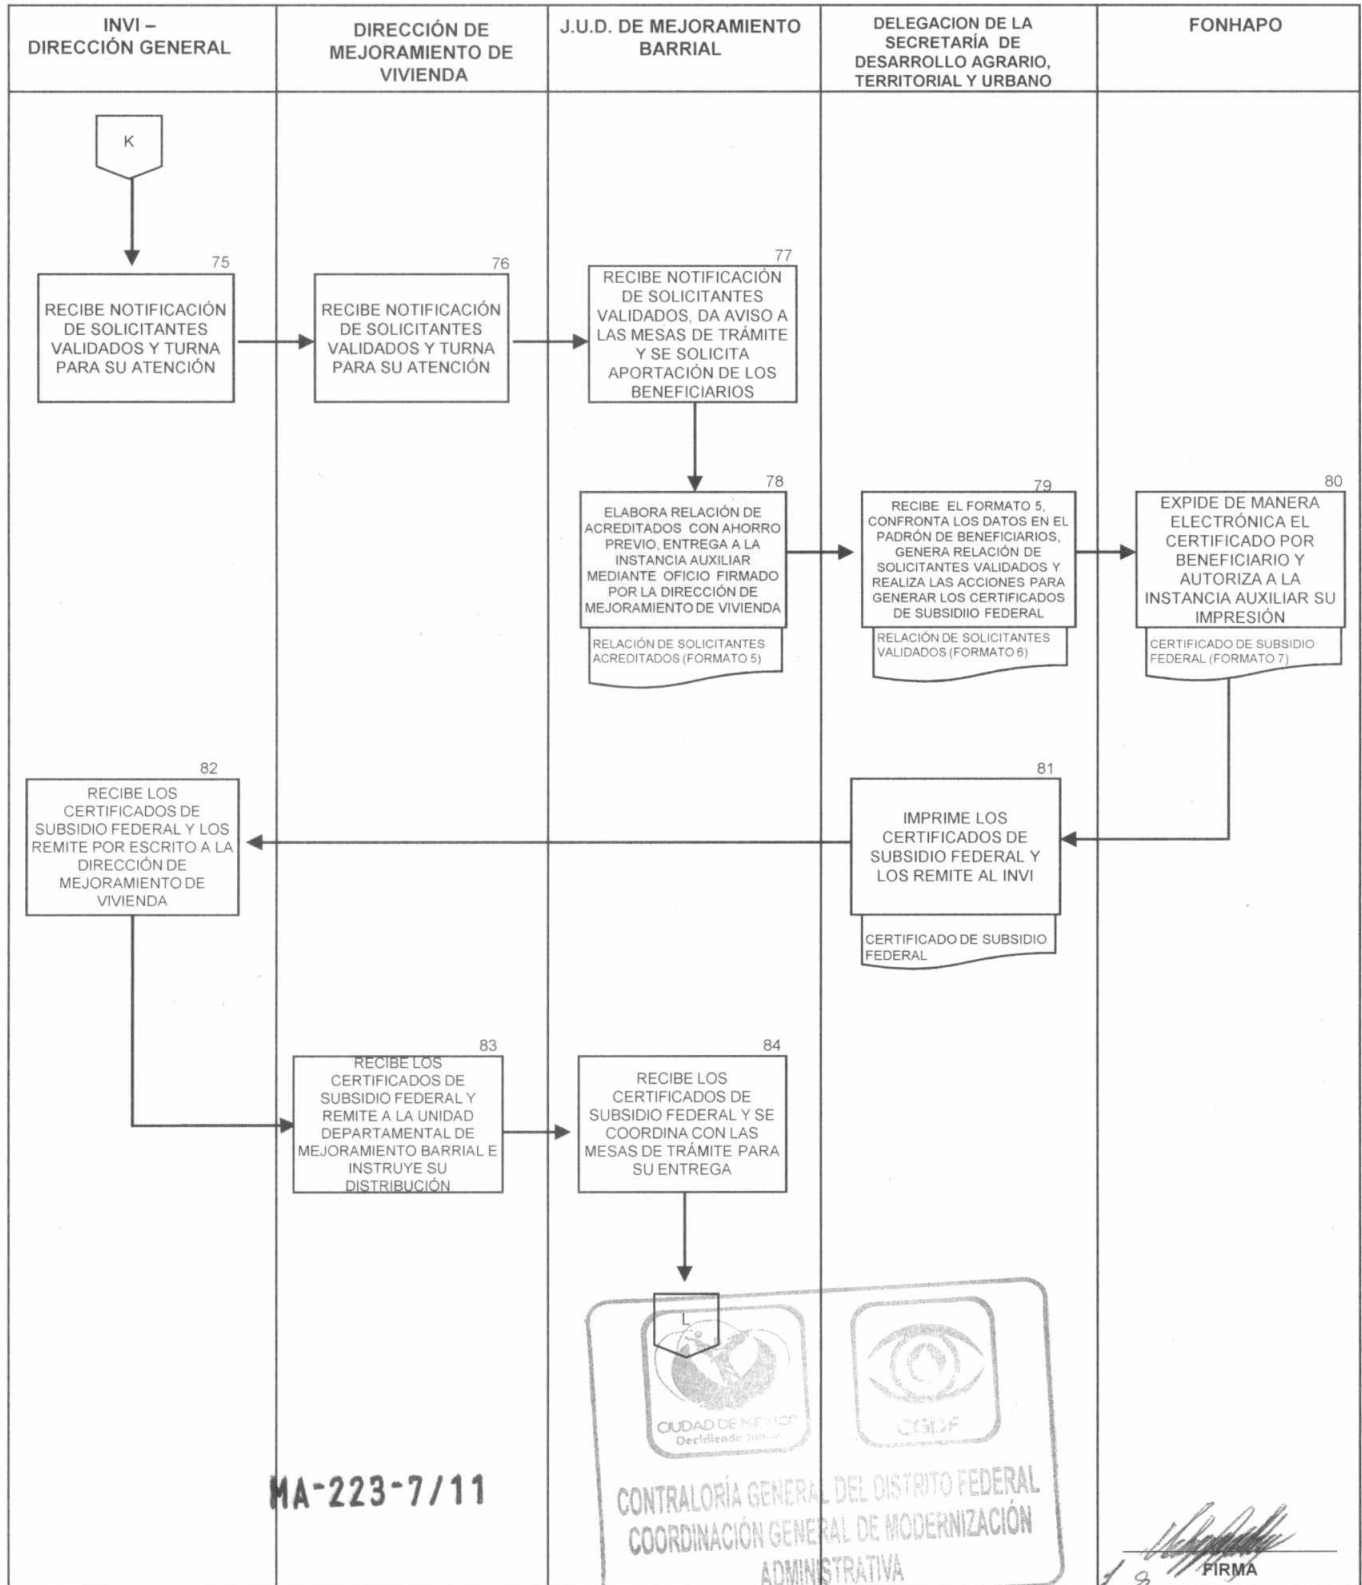 INVI –
DIRECCIÓN GENERAL
DIRECCIÓN DE
MEJORAMIENTO DE
VIVIENDA
J.U.D. DE MEJORAMIENTO
BARRIAL
DELEGACION DE LA
SECRETARÍA DE
DESARROLLO AGRARIO,
TERRITORIAL Y URBANO
FONHAPO
K
75
RECIBE NOTIFICACIÓN
DE SOLICITANTES
VALIDADOS Y TURNA
PARA SU ATENCIÓN
76
RECIBE NOTIFICACIÓN
DE SOLICITANTES
VALIDADOS Y TURNA
PARA SU ATENCIÓN
77
RECIBE NOTIFICACIÓN
DE SOLICITANTES
VALIDADOS, DA AVISO A
LAS MESAS DE TRÁMITE
Y SE SOLICITA
APORTACIÓN DE LOS
BENEFICIARIOS
78
ELABORA RELACIÓN DE
ACREDITADOS CON AHORRO
PREVIO, ENTREGA A LA
INSTANCIA AUXILIAR
MEDIANTE OFICIO FIRMADO
POR LA DIRECCIÓN DE
MEJORAMIENTO DE VIVIENDA
RELACIÓN DE SOLICITANTES
ACREDITADOS (FORMATO 5)
79
RECIBE EL FORMATO 5,
CONFRONTA LOS DATOS EN EL
PADRÓN DE BENEFICIARIOS,
GENERA RELACIÓN DE
SOLICITANTES VALIDADOS Y
REALIZA LAS ACCIONES PARA
GENERAR LOS CERTIFICADOS
DE SUBSIDIIO FEDERAL
RELACIÓN DE SOLICITANTES
VALIDADOS (FORMATO 6)
80
EXPIDE DE MANERA
ELECTRÓNICA EL
CERTIFICADO POR
BENEFICIARIO Y
AUTORIZA A LA
INSTANCIA AUXILIAR SU
IMPRESIÓN
CERTIFICADO DE SUBSIDIO
FEDERAL (FORMATO 7)
82
RECIBE LOS
CERTIFICADOS DE
SUBSIDIO FEDERAL Y LOS
REMITE POR ESCRITO A LA
DIRECCIÓN DE
MEJORAMIENTO DE
VIVIENDA
81
IMPRIME LOS
CERTIFICADOS DE
SUBSIDIO FEDERAL Y
LOS REMITE AL INVI
CERTIFICADO DE SUBSIDIO
FEDERAL
83
RECIBE LOS
CERTIFICADOS DE
SUBSIDIO FEDERAL Y
REMITE A LA UNIDAD
DEPARTAMENTAL DE
MEJORAMIENTO BARRIAL E
INSTRUYE SU
DISTRIBUCIÓN
84
RECIBE LOS
CERTIFICADOS DE
SUBSIDIO FEDERAL Y SE
COORDINA CON LAS
MESAS DE TRÁMITE PARA
SU ENTREGA
L
CIUDAD DE MÉXICO
Decidiendo Juntos
CGDF
CONTRALORÍA GENERAL DEL DISTRITO FEDERAL
COORDINACIÓN GENERAL DE MODERNIZACIÓN
ADMINISTRATIVA
MA-223-7/11
FIRMA